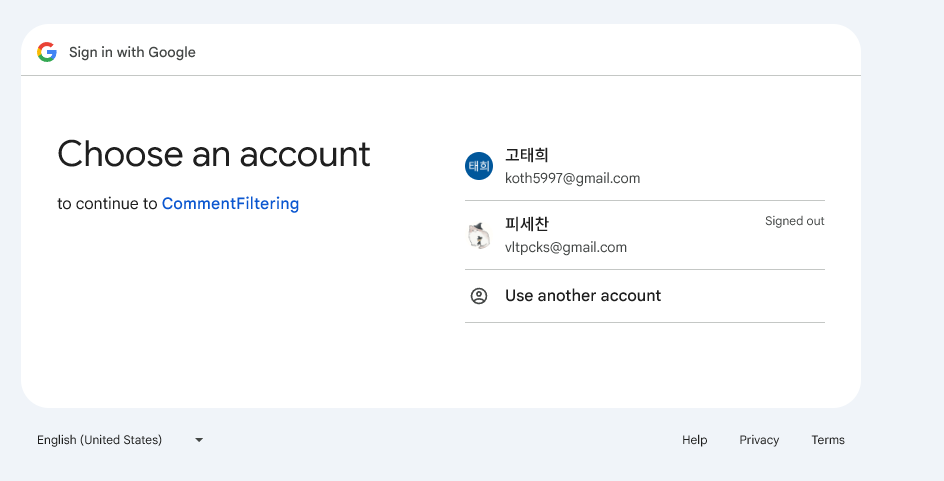 Sign in with Google
Choose an account
to continue to CommentFiltering
태희
고태희
koth5997@gmail.com
피세찬
Signed out
vltpcks@gmail.com
Use another account
English (United States)
Help
Privacy
Terms